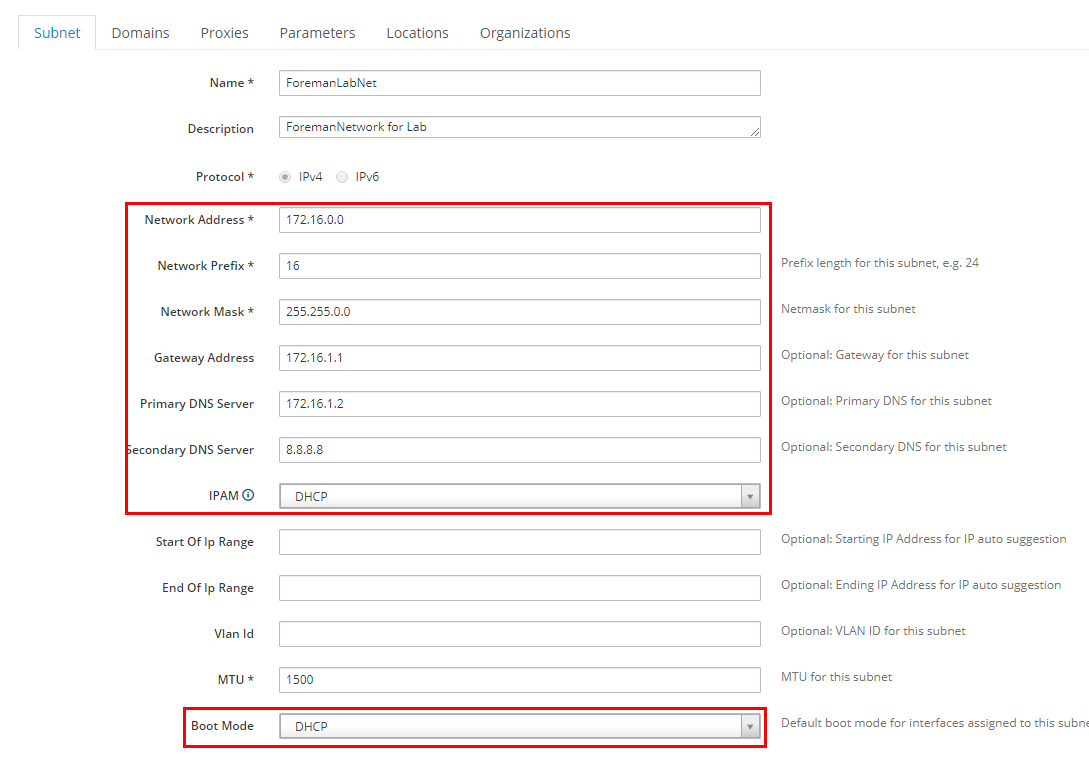 Subnet Domains Proxies Parameters Locations Organizations
Name * ForemanLabNet
Description ForemanNetwork for Lab
Protocol * IPv4 IPv6
Network Address * 172.16.0.0
Network Prefix * 16 Prefix length for this subnet, e.g. 24
Network Mask * 255.255.0.0 Netmask for this subnet
Gateway Address 172.16.1.1 Optional: Gateway for this subnet
Primary DNS Server 172.16.1.2 Optional: Primary DNS for this subnet
Secondary DNS Server 8.8.8.8 Optional: Secondary DNS for this subnet
IPAM DHCP
Start Of Ip Range Optional: Starting IP Address for IP auto suggestion
End Of Ip Range Optional: Ending IP Address for IP auto suggestion
Vlan Id Optional: VLAN ID for this subnet
MTU * 1500 MTU for this subnet
Boot Mode DHCP Default boot mode for interfaces assigned to this subne